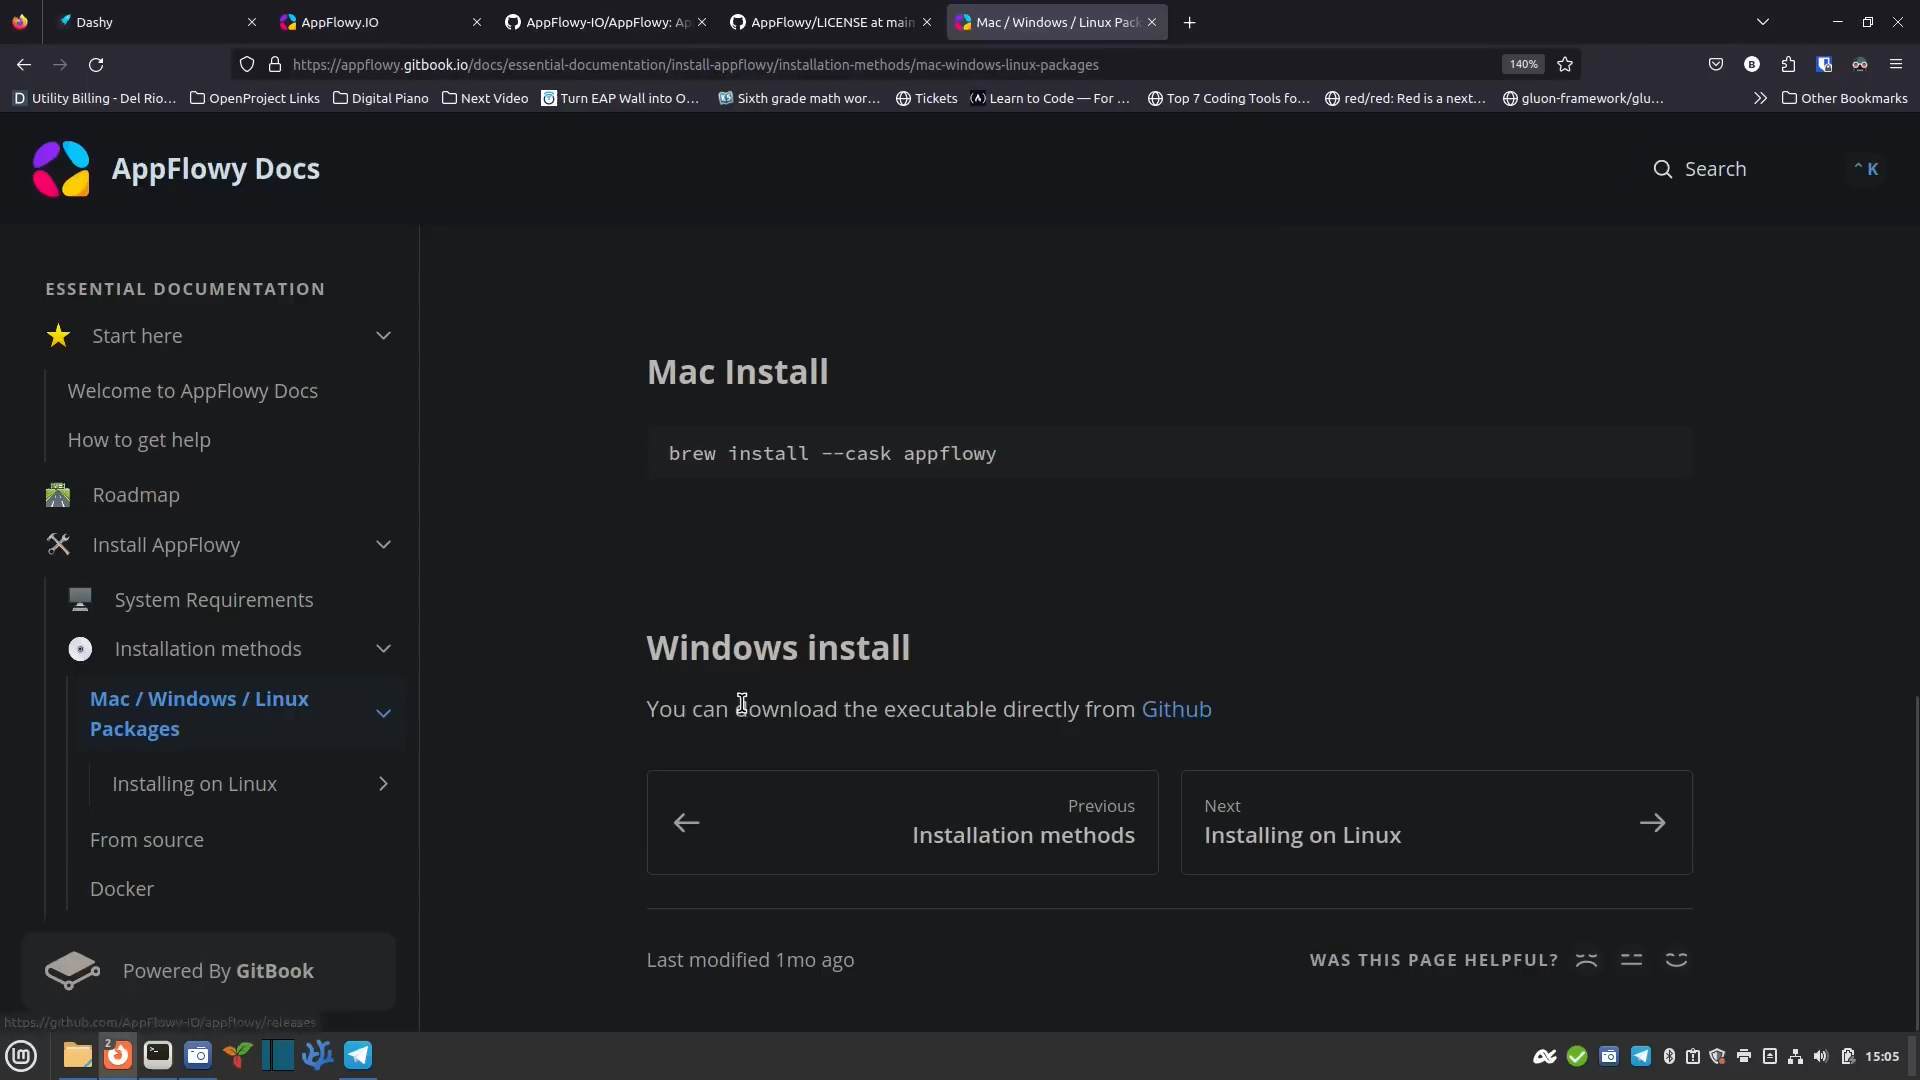 Dashy
AppFlowy.IO
AppFlowy-IO/AppFlowy: Ap
AppFlowy/LICENSE at main
Mac / Windows / Linux Pack
https://appflowy.gitbook.io/docs/essential-documentation/install-appflowy/installation-methods/mac-windows-linux-packages
140%
Utility Billing - Del Rio...
OpenProject Links
Digital Piano
Next Video
Turn EAP Wall into O...
Sixth grade math wor...
Tickets
Learn to Code — For ...
Top 7 Coding Tools fo...
red/red: Red is a next...
gluon-framework/glu...
Other Bookmarks
AppFlowy Docs
Search
⌃ K
ESSENTIAL DOCUMENTATION
Start here
Welcome to AppFlowy Docs
How to get help
Roadmap
Install AppFlowy
System Requirements
Installation methods
Mac / Windows / Linux
Packages
Installing on Linux
From source
Docker
Powered By GitBook
Mac Install
brew install --cask appflowy
Windows install
You can download the executable directly from Github
Previous
Installation methods
Next
Installing on Linux
Last modified 1mo ago
WAS THIS PAGE HELPFUL?
https://github.com/AppFlowy-IO/appflowy/releases
2
15:05